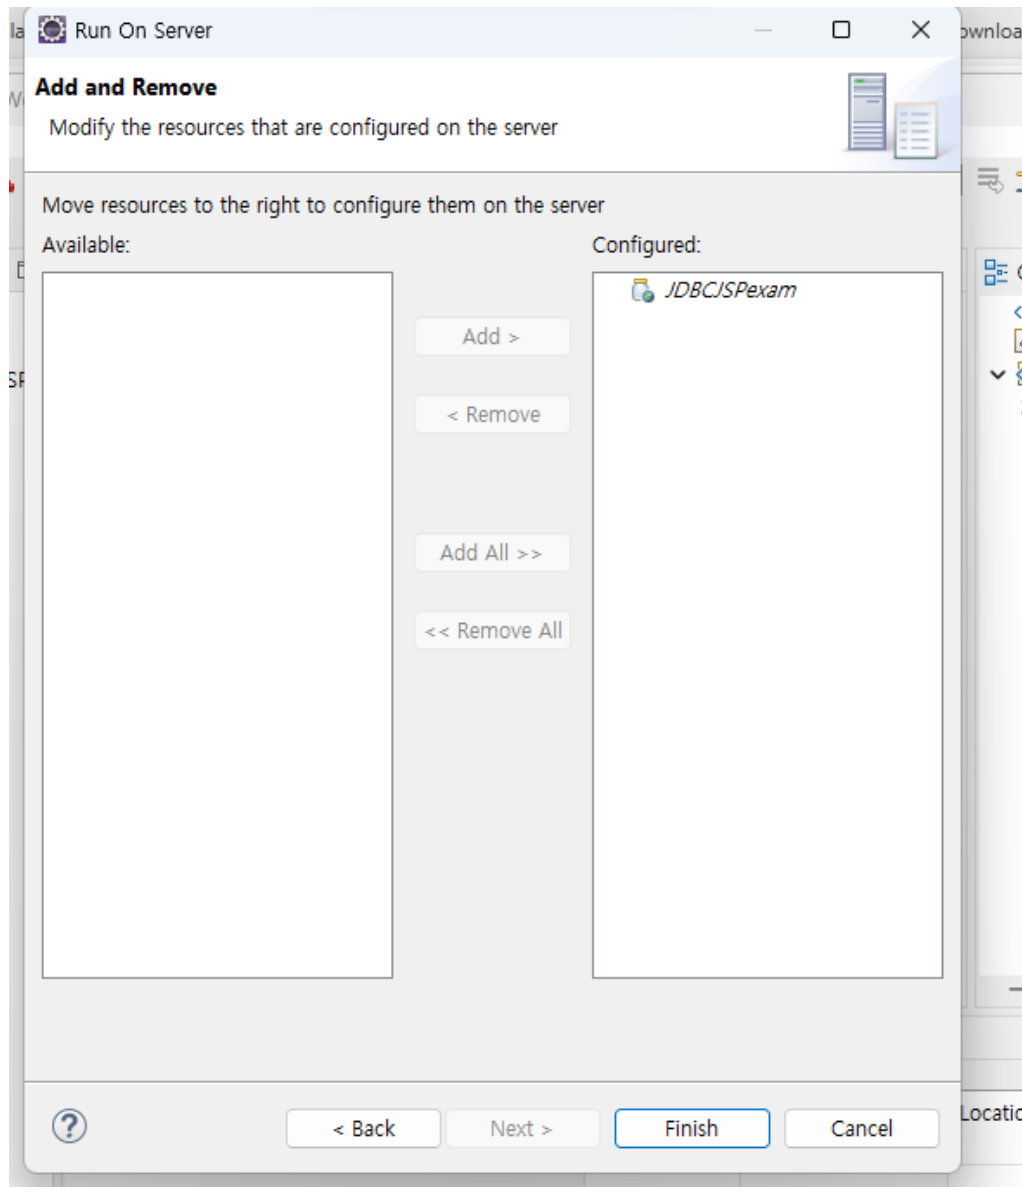 Run On Server
Add and Remove
Modify the resources that are configured on the server
Move resources to the right to configure them on the server
Available:
Configured:
JDBCJSPexam
Add >
< Remove
Add All >>
<< Remove All
?
< Back
Next >
Finish
Cancel